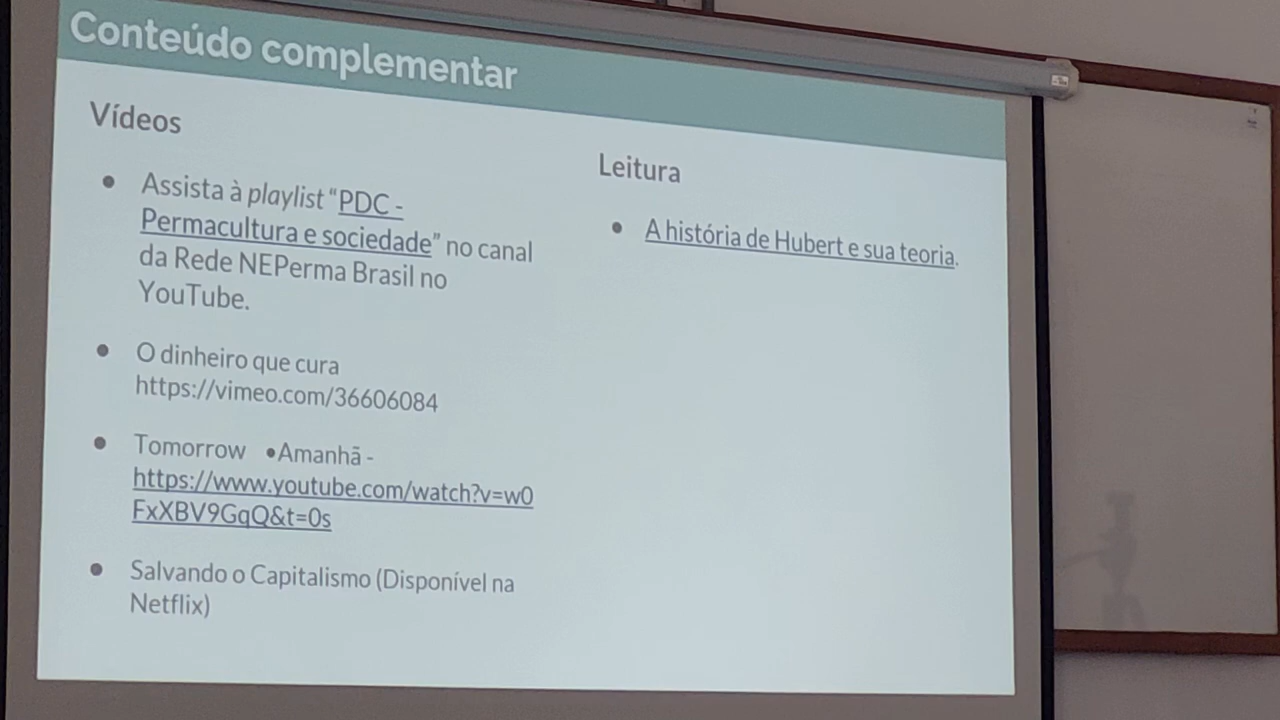 Conteúdo complementar
Vídeos
● Assista à playlist “PDC -
Permacultura e sociedade” no canal
da Rede NEPerma Brasil no
YouTube.
● O dinheiro que cura
https://vimeo.com/36606084
● Tomorrow ●Amanhã -
https://www.youtube.com/watch?v=w0
FxXBV9GqQ&t=0s
● Salvando o Capitalismo (Disponível na
Netflix)
Leitura
● A história de Hubert e sua teoria.